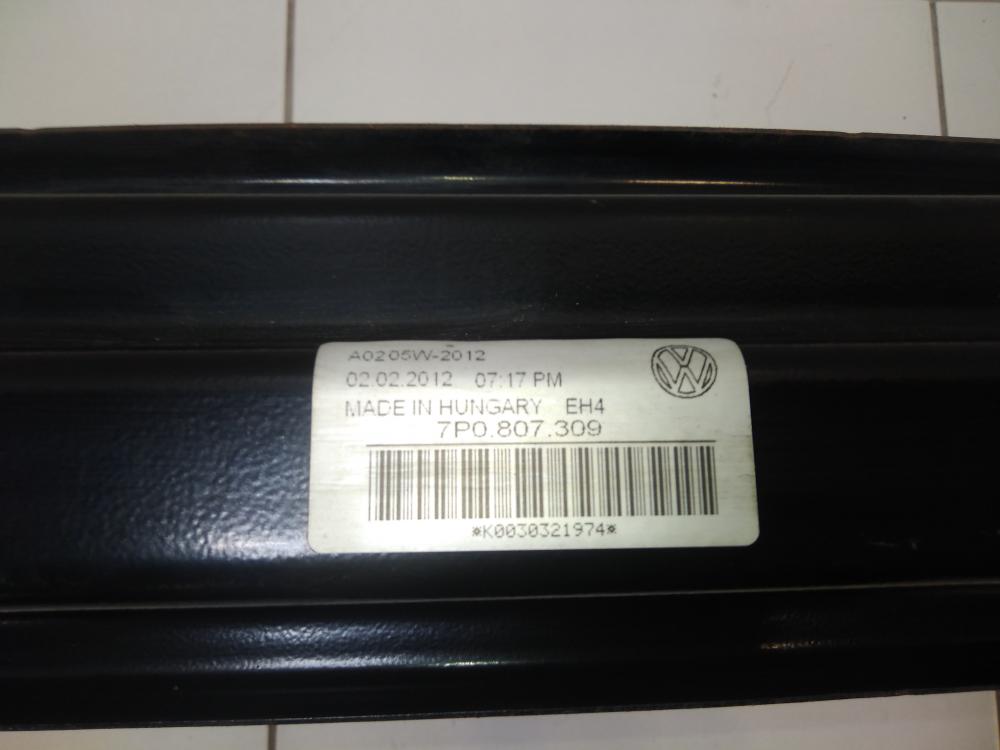 A0205W-2012
02.02.2012 07:17 PM
MADE IN HUNGARY EH4
7P0.807.309
*K0030321974*